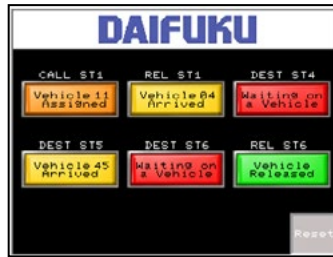 DAIFUKU
CALL ST1 REL ST1 DEST ST4
Vehicle 11 Vehicle 04 Waiting on
Assigned Arrived a Vehicle
DEST ST5 DEST ST6 REL ST6
Vehicle 45 Waiting on Vehicle
Arrived a Vehicle Released
Reset